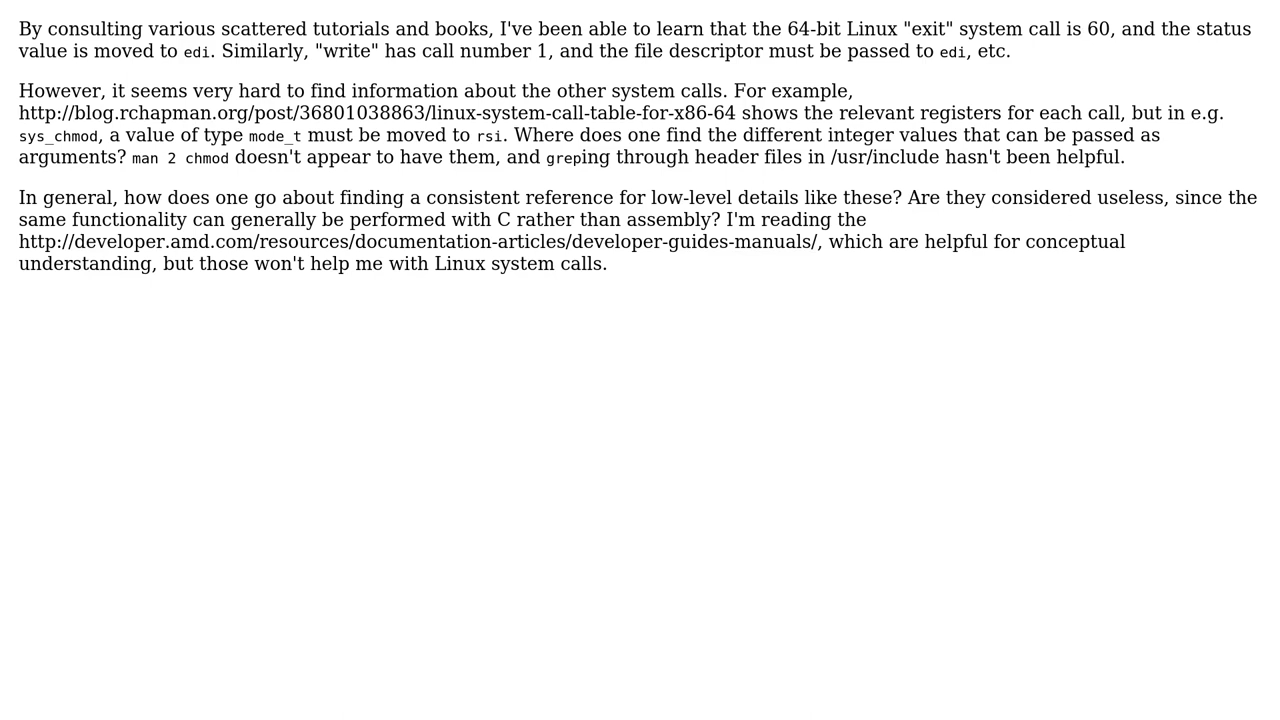 By consulting various scattered tutorials and books, I've been able to learn that the 64-bit Linux "exit" system call is 60, and the status
value is moved to edi. Similarly, "write" has call number 1, and the file descriptor must be passed to edi, etc.
However, it seems very hard to find information about the other system calls. For example,
http://blog.rchapman.org/post/36801038863/linux-system-call-table-for-x86-64 shows the relevant registers for each call, but in e.g.
sys_chmod, a value of type mode_t must be moved to rsi. Where does one find the different integer values that can be passed as
arguments? man 2 chmod doesn't appear to have them, and greping through header files in /usr/include hasn't been helpful.
In general, how does one go about finding a consistent reference for low-level details like these? Are they considered useless, since the
same functionality can generally be performed with C rather than assembly? I'm reading the
http://developer.amd.com/resources/documentation-articles/developer-guides-manuals/, which are helpful for conceptual
understanding, but those won't help me with Linux system calls.